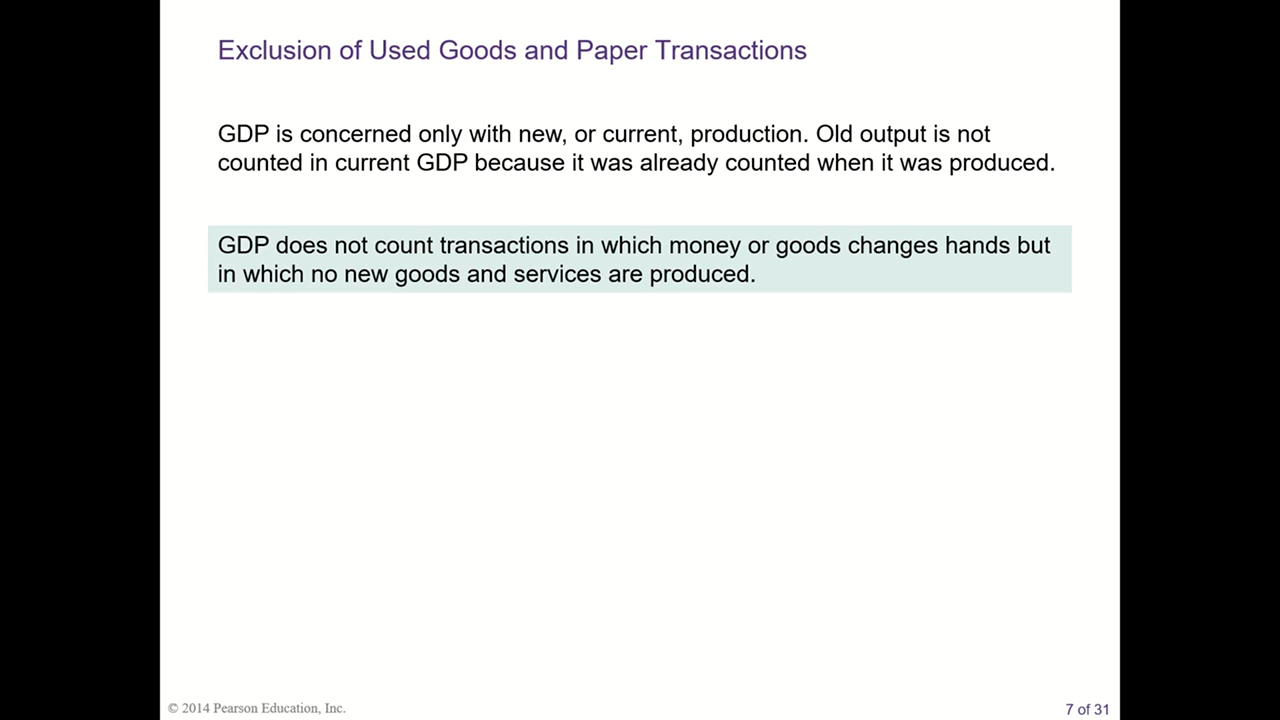 Exclusion of Used Goods and Paper Transactions
GDP is concerned only with new, or current, production. Old output is not
counted in current GDP because it was already counted when it was produced.
GDP does not count transactions in which money or goods changes hands but
in which no new goods and services are produced.
© 2014 Pearson Education, Inc.
7 of 31